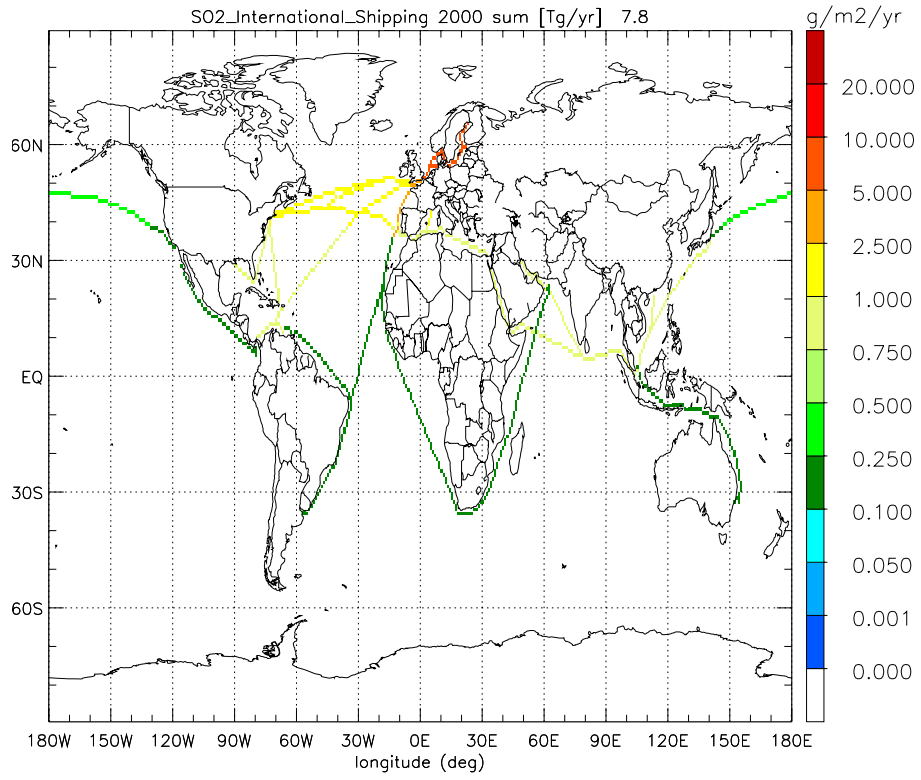 SO2_International_Shipping 2000 sum [Tg/yr] 7.8
g/m2/yr
20.000
10.000
5.000
2.500
1.000
0.750
0.500
0.250
0.100
0.050
0.001
0.000
60N
30N
EQ
30S
60S
180W 150W 120W 90W 60W 30W 0E 30E 60E 90E 120E 150E 180E
longitude (deg)